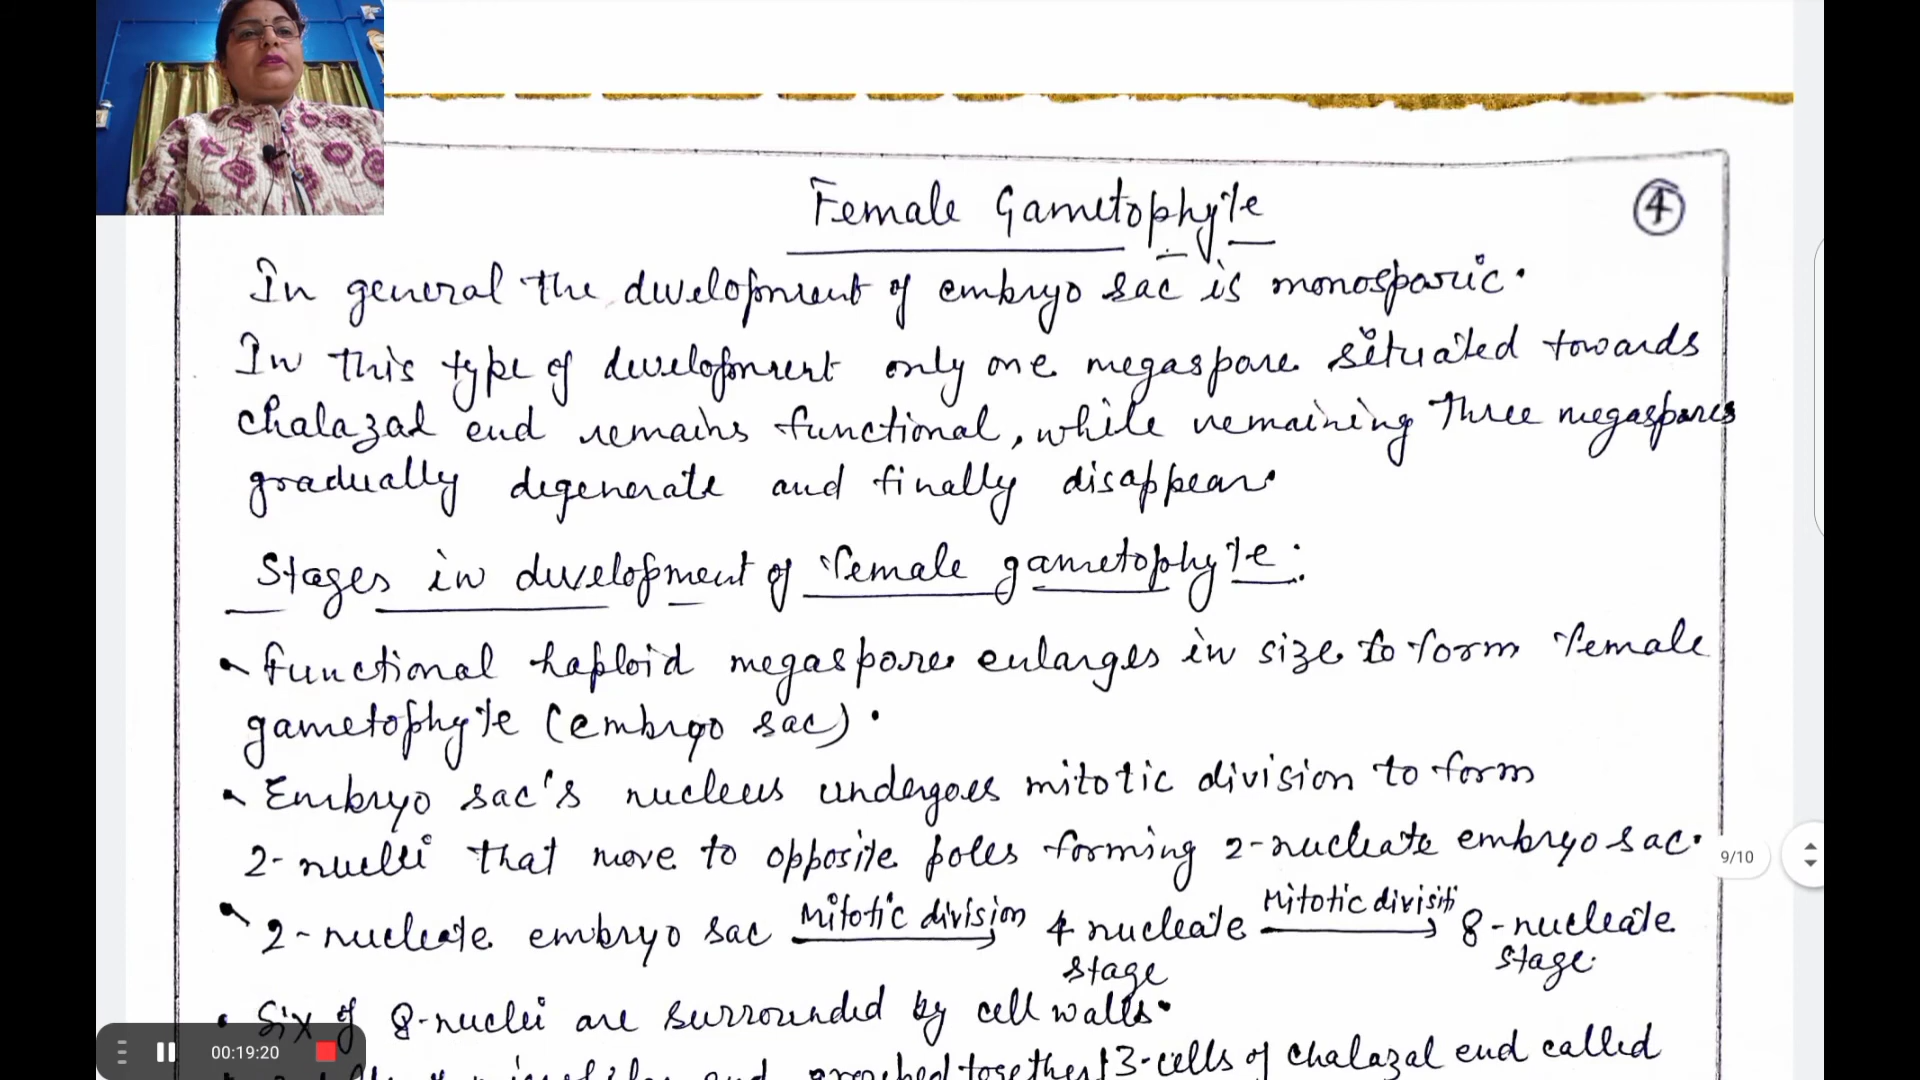 Female Gametophyte
4
In general the development of embryo sac is monosporic.
In this type of development only one megaspore situated towards
chalazal end remains functional, while remaining three megaspores
gradually degenerate and finally disappear.
Stages in development of female gametophyte:
• Functional haploid megaspore enlarges in size to form female
gametophyte (embryo sac).
• Embryo sac's nucleus undergoes mitotic division to form
2-nuclei that move to opposite poles forming 2-nucleate embryo sac.
9/10
• 2-nucleate embryo sac Mitotic division → 4 nucleate stage Mitotic divisi → 8-nucleate stage.
• Six of 8-nuclei are surrounded by cell walls.
00:19:20
and grouched together 3-cells of chalazal end called